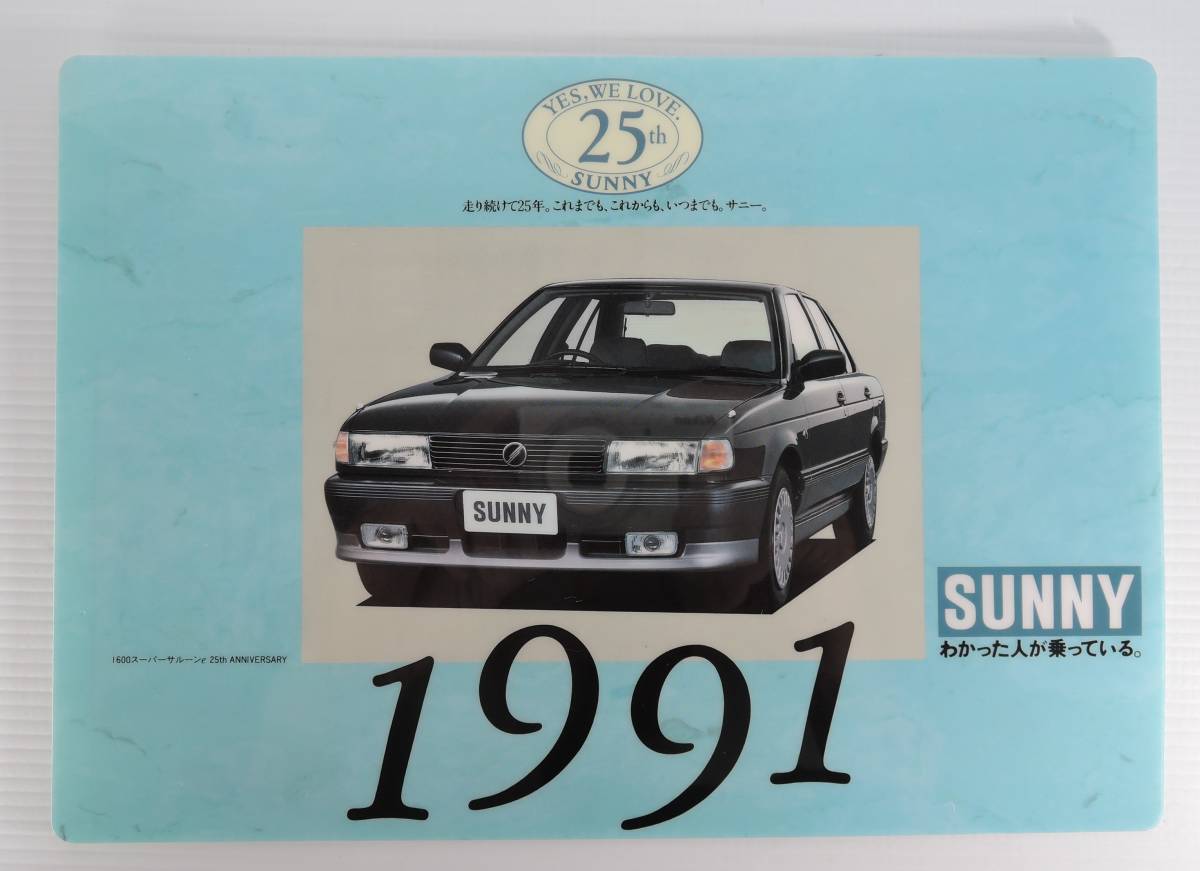 YES, WE LOVE.
25th
SUNNY
走り続けて25年。これまでも、これからも、いつまでも。サニー。
SUNNY
SUNNY
わかった人が乗っている。
1600スーパーサルーンe 25th ANNIVERSARY
1991